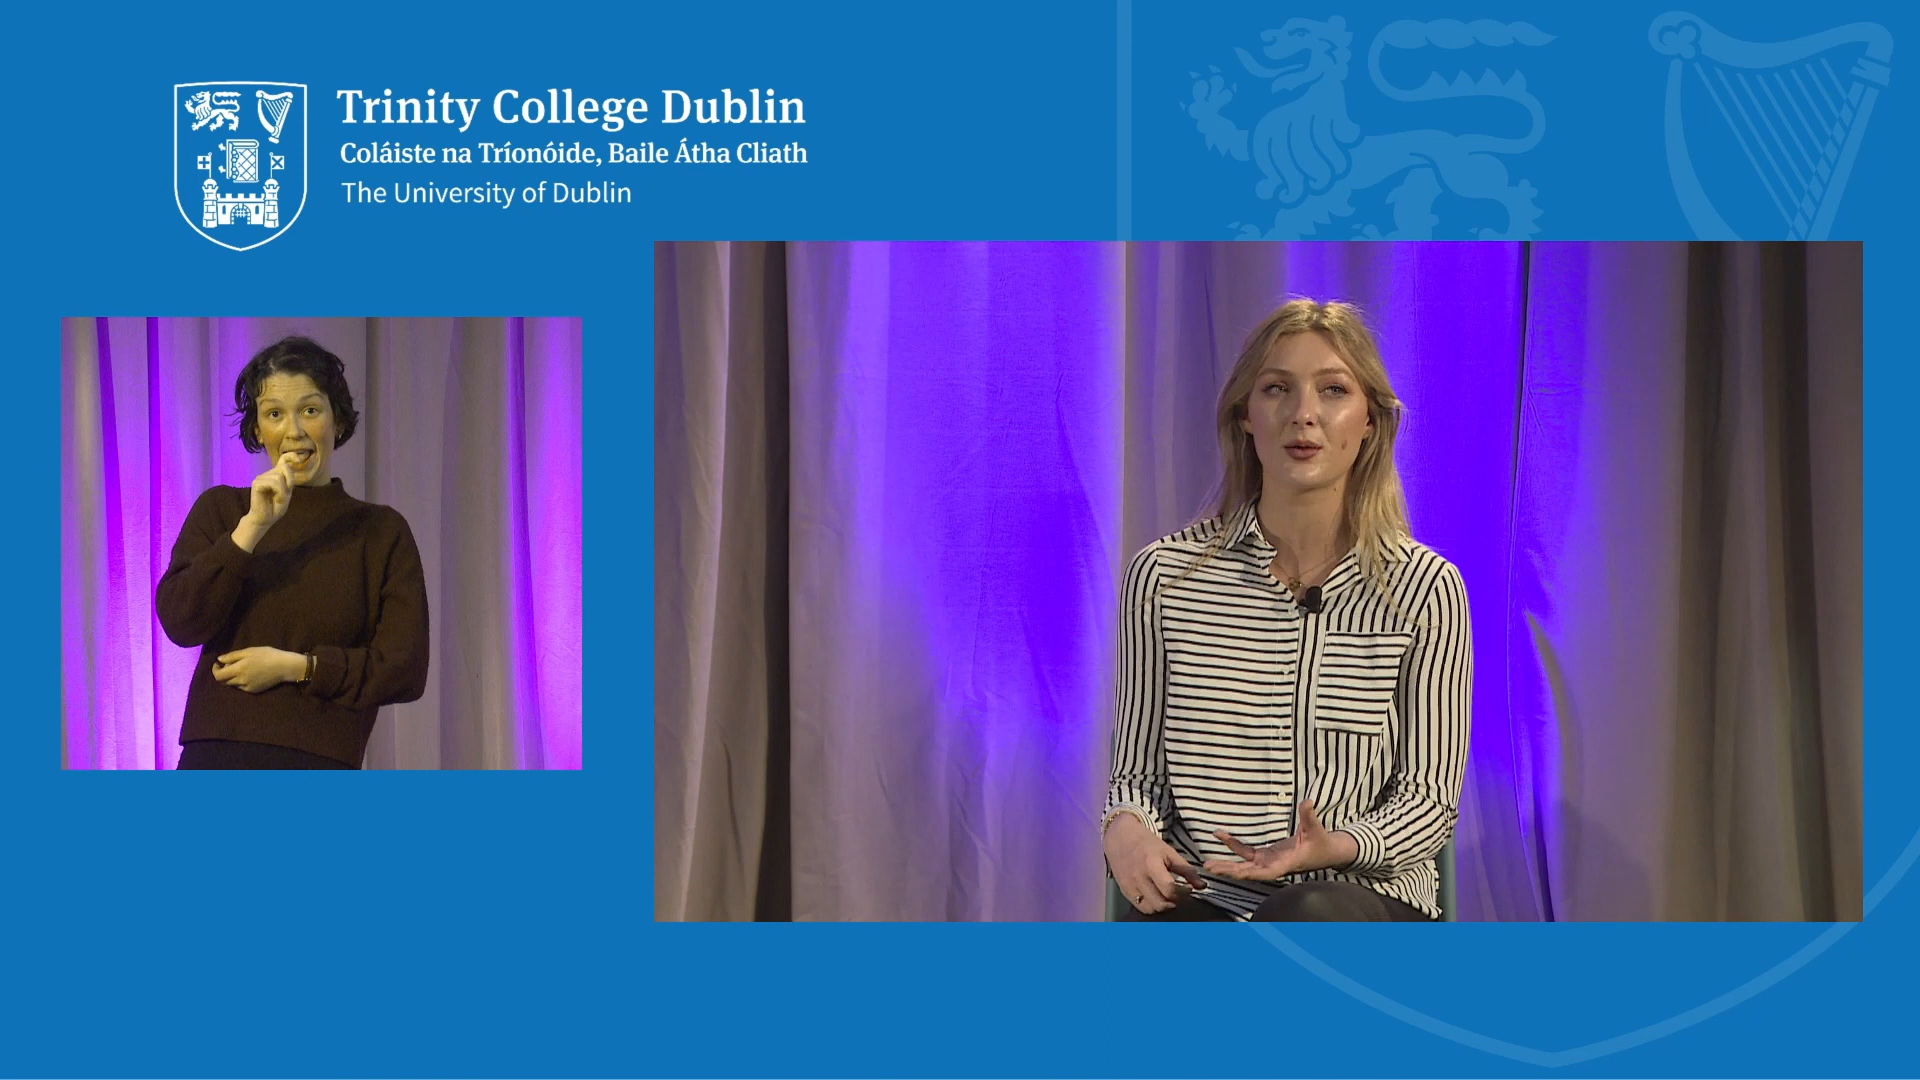 Trinity College Dublin
Coláiste na Tríonóide, Baile Átha Cliath
The University of Dublin